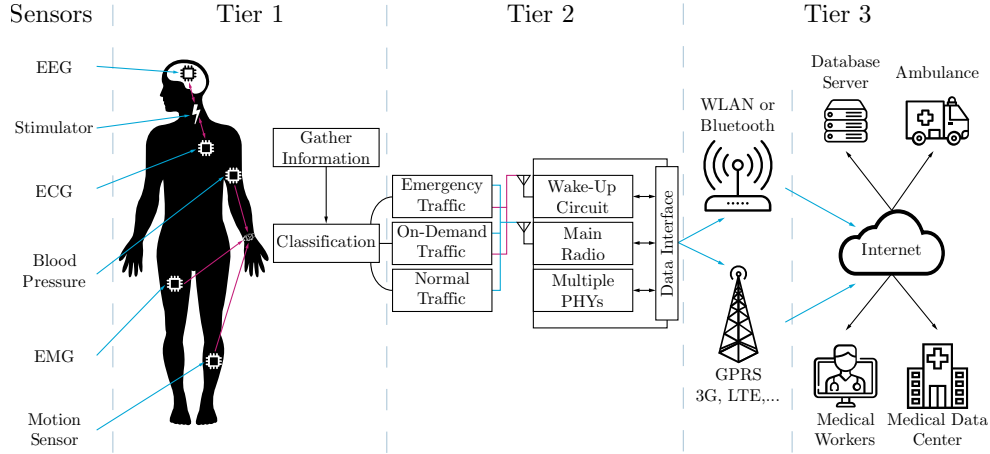 Sensors
Tier 1
Tier 2
Tier 3
EEG
Stimulator
ECG
Blood
Pressure
EMG
Motion
Sensor
Gather
Information
Classification
Emergency
Traffic
On-Demand
Traffic
Normal
Traffic
Wake-Up
Circuit
Main
Radio
Multiple
PHYs
Data Interface
WLAN or
Bluetooth
GPRS
3G, LTE,...
Database
Server
Ambulance
Internet
Medical
Workers
Medical Data
Center